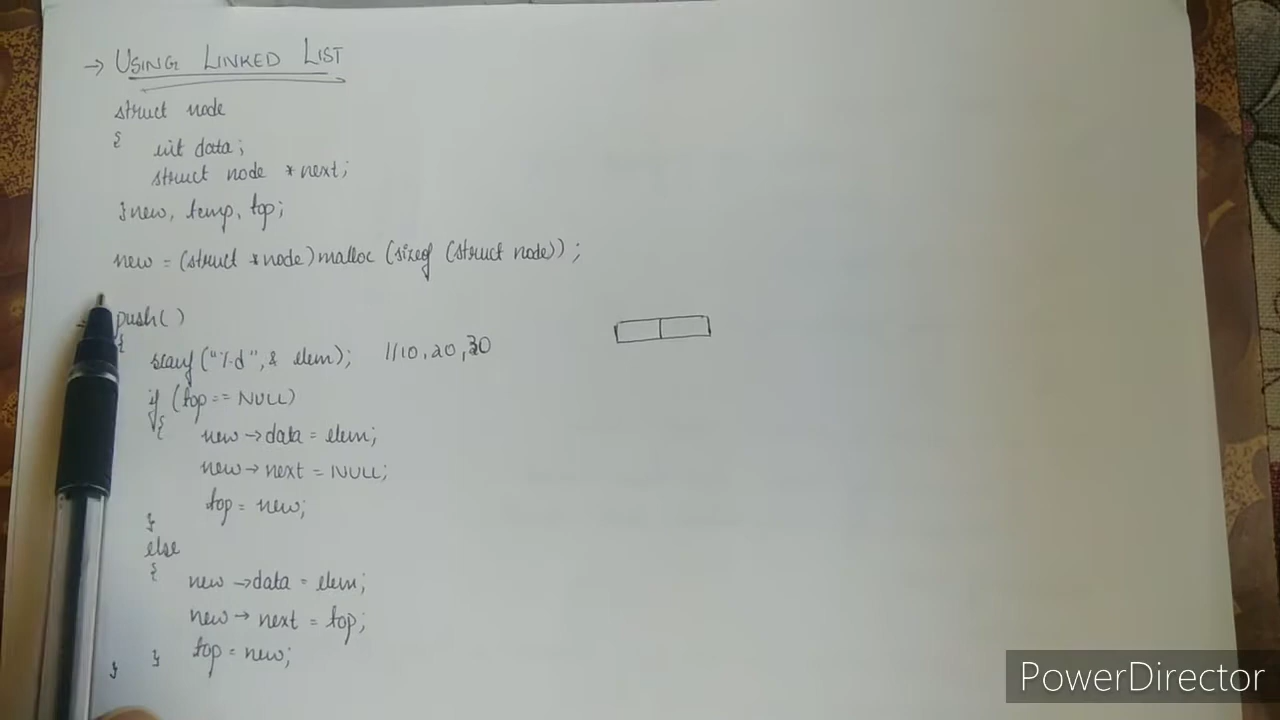 → USING LINKED LIST
struct node
{
int data;
struct node *next;
}new, temp, top;
new = (struct *node)malloc (sizeof (struct node));
push( )
{
scanf ("%d", & elem); //10, 20, 30
if (top == NULL)
{
new → data = elem;
new → next = NULL;
top = new;
}
else
{
new → data = elem;
new → next = top;
top = new;
}
}
PowerDirector